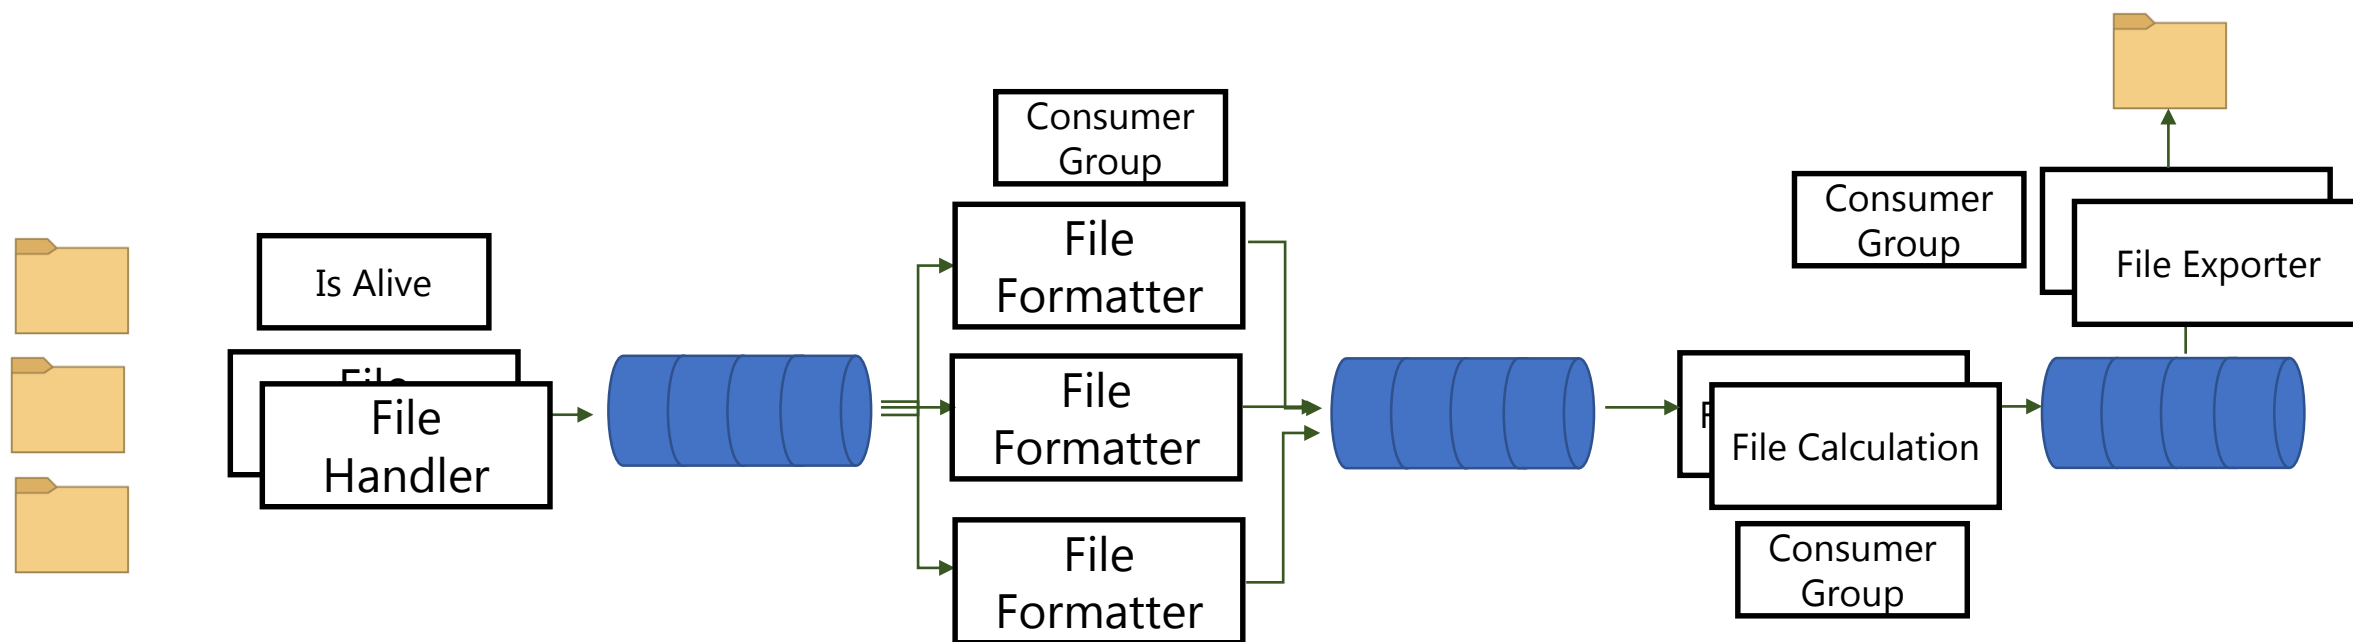 Is Alive
File
File
Handler
Consumer
Group
File
Formatter
File
Formatter
File
Formatter
File Calculation
Consumer
Group
Consumer
Group
File Exporter